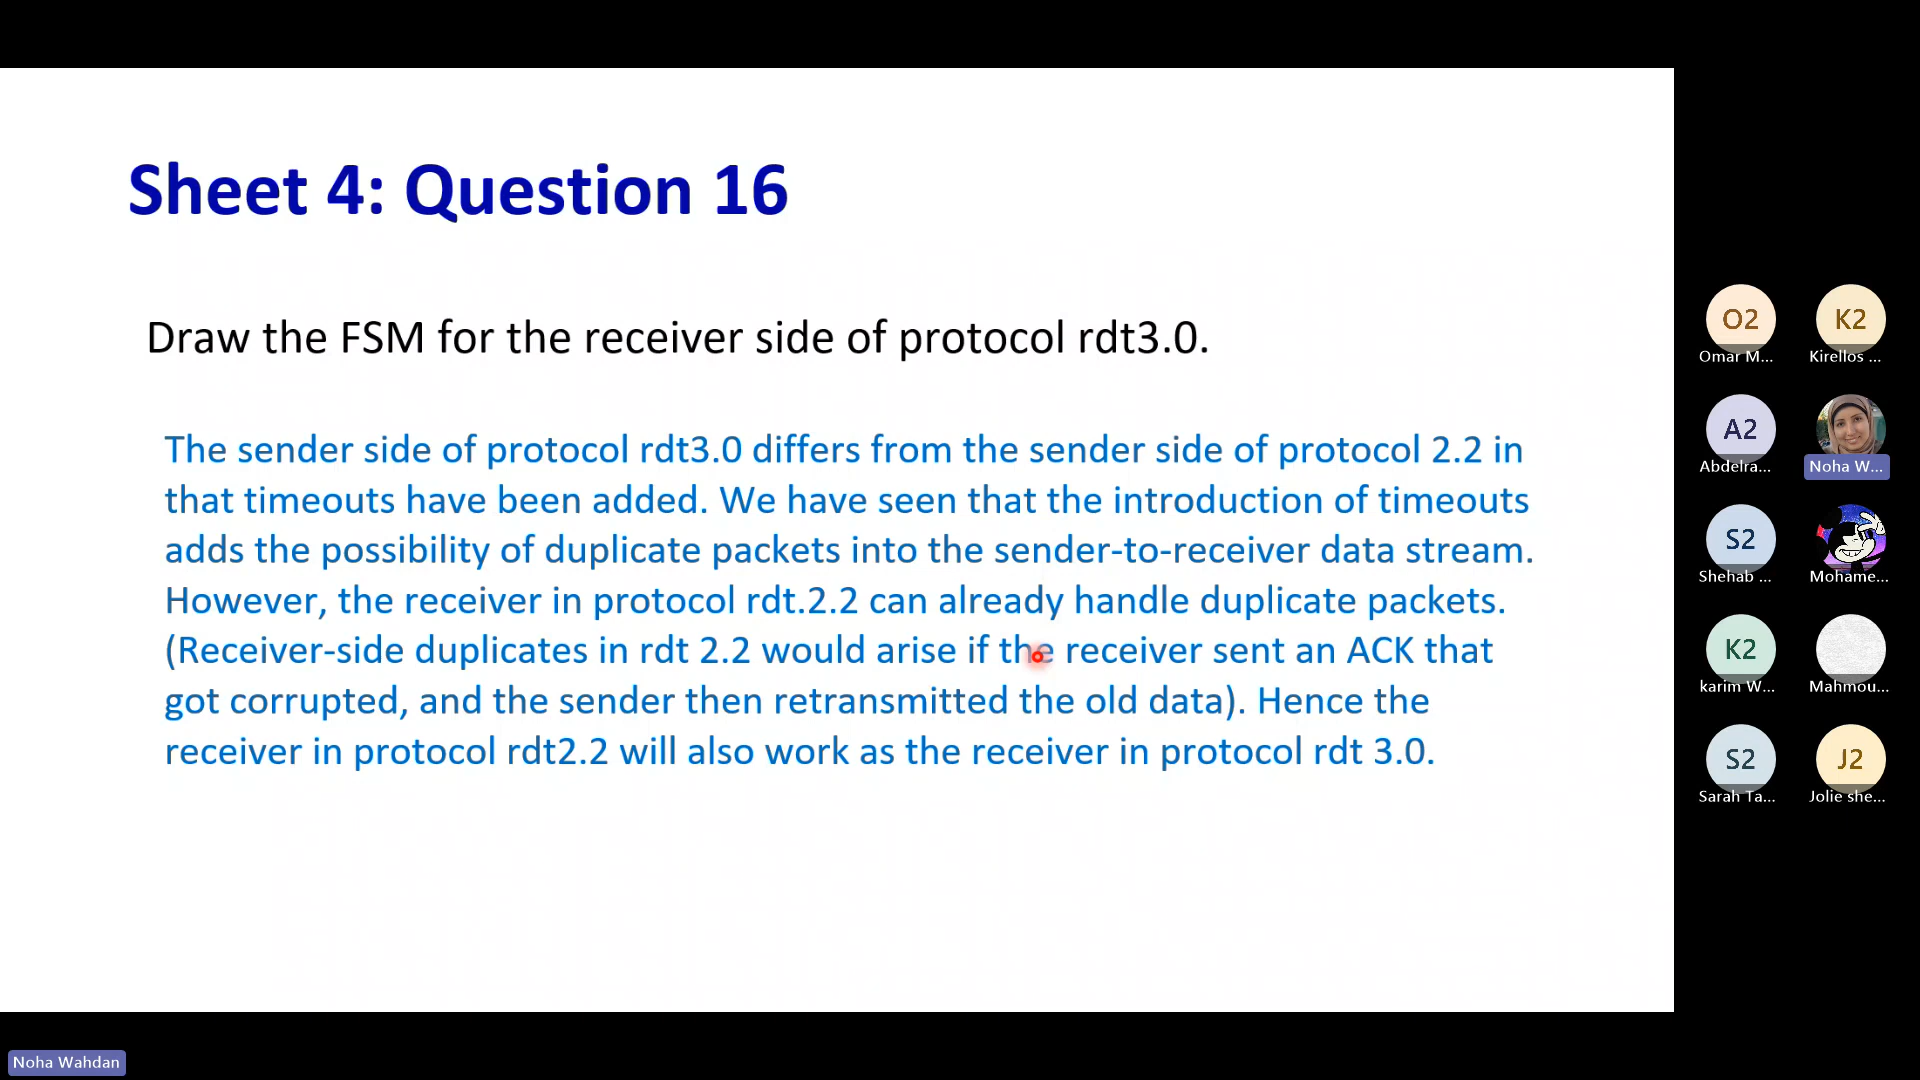 Sheet 4: Question 16
Draw the FSM for the receiver side of protocol rdt3.0.
The sender side of protocol rdt3.0 differs from the sender side of protocol 2.2 in
that timeouts have been added. We have seen that the introduction of timeouts
adds the possibility of duplicate packets into the sender-to-receiver data stream.
However, the receiver in protocol rdt.2.2 can already handle duplicate packets.
(Receiver-side duplicates in rdt 2.2 would arise if the receiver sent an ACK that
got corrupted, and the sender then retransmitted the old data). Hence the
receiver in protocol rdt2.2 will also work as the receiver in protocol rdt 3.0.
O2
K2
Omar M...
Kirellos ...
A2
Abdelra...
Noha W...
S2
Shehab ...
Mohame...
K2
karim W...
Mahmou...
S2
J2
Sarah Ta...
Jolie she...
Noha Wahdan